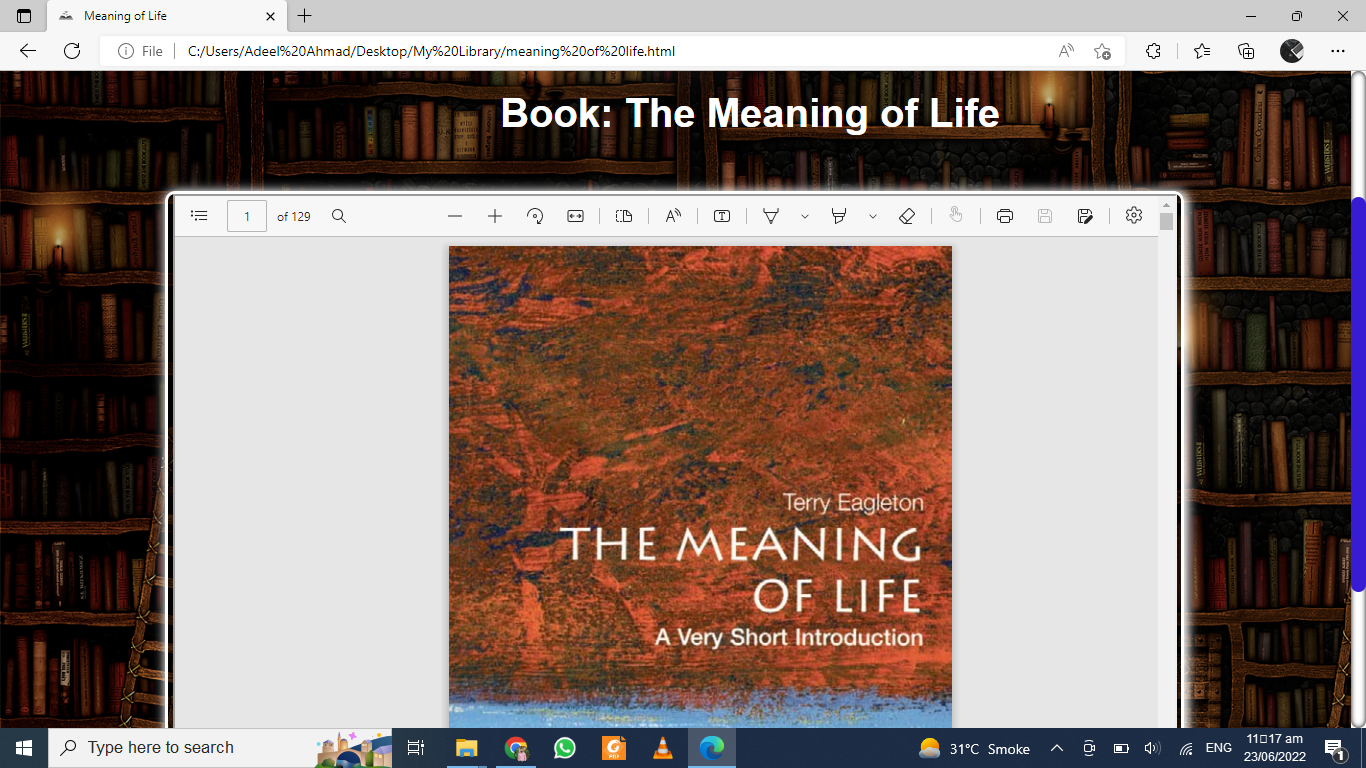 Meaning of Life
File
C:/Users/Adeel%20Ahmad/Desktop/My%20Library/meaning%20of%20life.html
Book: The Meaning of Life
1 of 129
Terry Eagleton
THE MEANING
OF LIFE
A Very Short Introduction
Type here to search
31°C Smoke
ENG
11▯17 am
23/06/2022
1